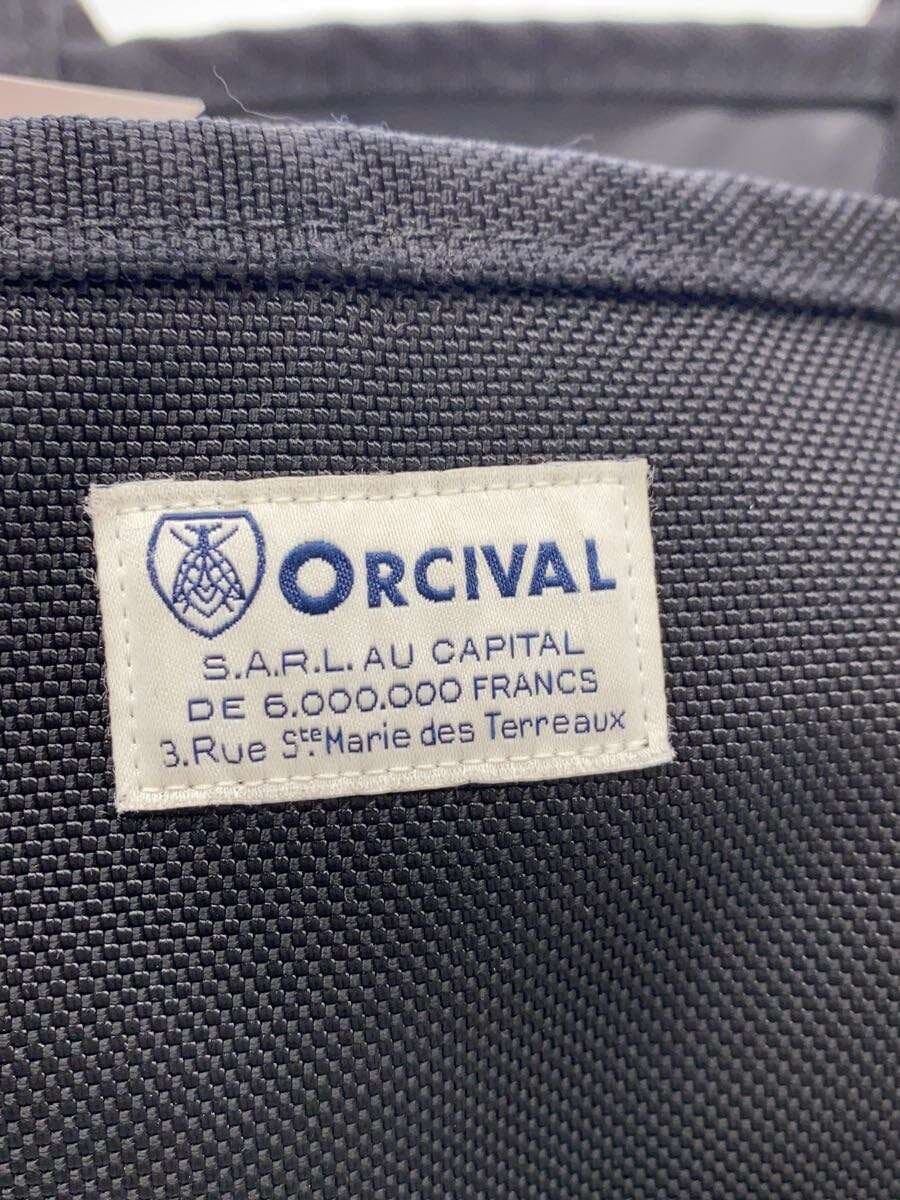 ORCIVAL
S.A.R.L. AU CAPITAL
DE 6.000.000 FRANCS
3.Rue Ste Marie des Terreaux